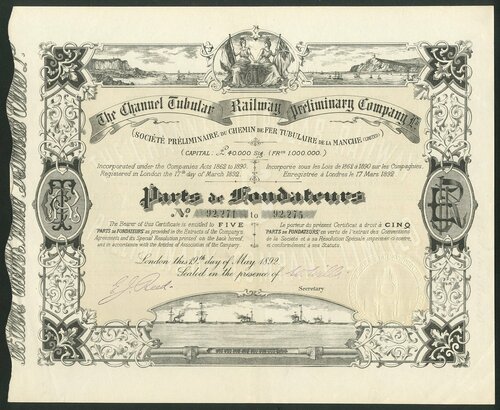 The Channel Tubular Railway Preliminary Company Ld.
(SOCIÉTÉ PRÉLIMINAIRE DU CHEMIN DE FER TUBULAIRE DE LA MANCHE (LIMITED))
(CAPITAL: £40.000 Stg (FRS 1.000.000.)
Incorporated under the Companies Acts 1862 to 1890.
Registered in London the 17th day of March 1892.
Incorporée sous les Lois de 1862 à 1890 sur les Compagnies.
Enregistrée à Londres le 17 Mars 1892.
Parts de Fondateurs
No 92,271 to 92,275
The Bearer of this Certificate is entitled to FIVE
"PARTS DE FONDATEURS" as provided in the Extracts of the Company's
Agreements and its Special Resolution printed on the back hereof,
and in accordance with the Articles of Association of the Company.
Le porteur du présent Certificat a droit à CINQ
"PARTS DE FONDATEURS" en vertu de l'extrait des Conventions
de la Société et sa Résolution Spéciale imprimés ci-contre,
et conformément à ses Statuts.
London this 19th day of May 1892
Sealed in the presence of
Secretary